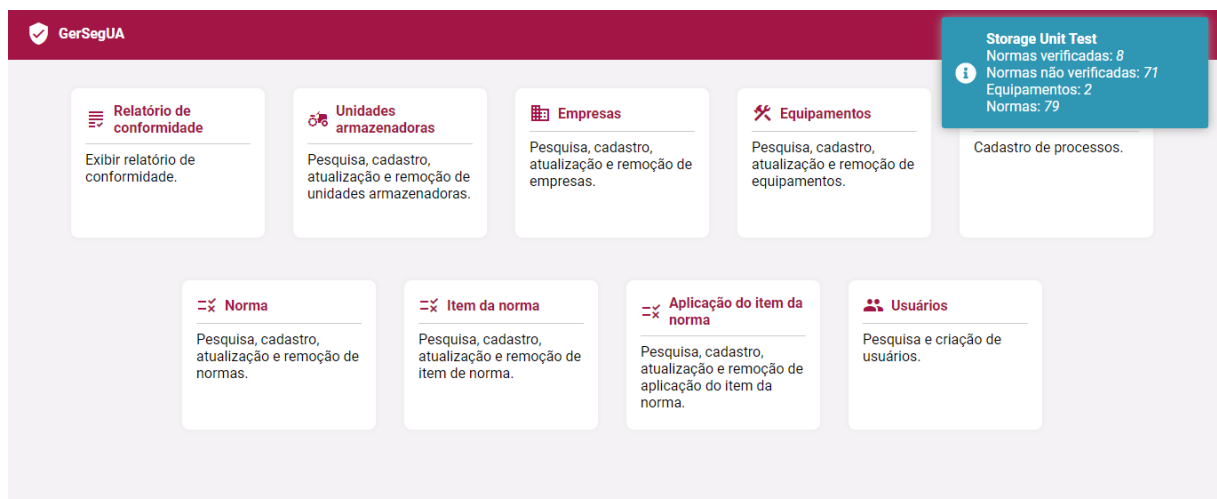 GerSegUA
Storage Unit Test
Normas verificadas: 8
Normas não verificadas: 71
Equipamentos: 2
Normas: 79
Relatório de
conformidade
Exibir relatório de
conformidade.
Unidades
armazenadoras
Pesquisa, cadastro,
atualização e remoção de
unidades armazenadoras.
Empresas
Pesquisa, cadastro,
atualização e remoção de
empresas.
Equipamentos
Pesquisa, cadastro,
atualização e remoção de
equipamentos.
Cadastro de processos.
Norma
Pesquisa, cadastro,
atualização e remoção de
normas.
Item da norma
Pesquisa, cadastro,
atualização e remoção de
item de norma.
Aplicação do item da
norma
Pesquisa, cadastro,
atualização e remoção de
aplicação do item da
norma.
Usuários
Pesquisa e criação de
usuários.